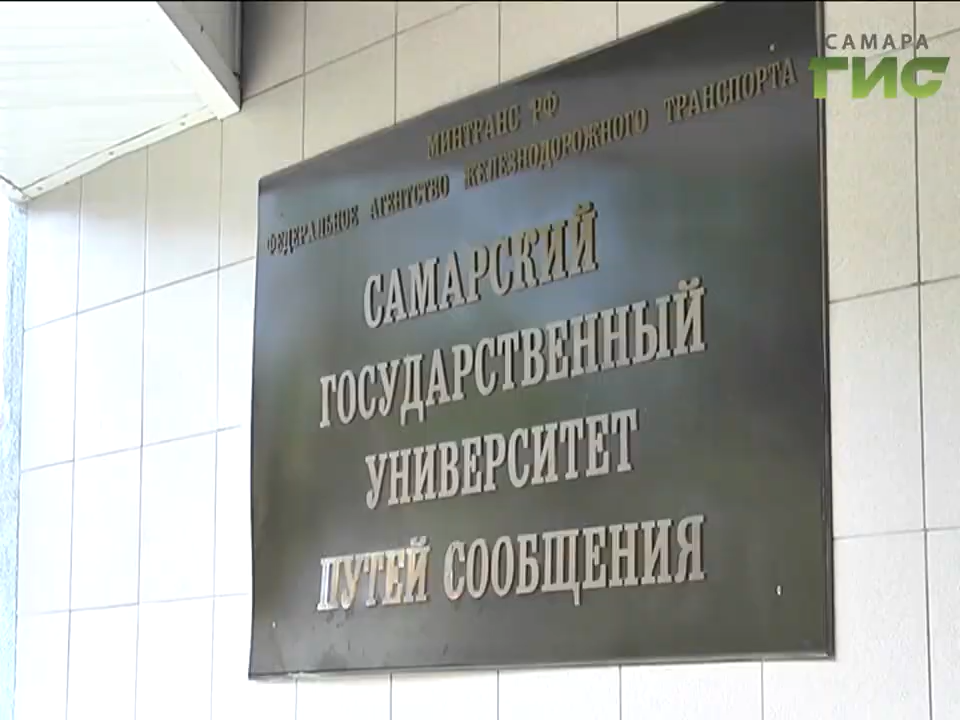 САМАРА
ГИС
МИНТРАНС РФ
ФЕДЕРАЛЬНОЕ АГЕНТСТВО ЖЕЛЕЗНОДОРОЖНОГО ТРАНСПОРТА
САМАРСКИЙ
ГОСУДАРСТВЕННЫЙ
УНИВЕРСИТЕТ
ПУТЕЙ СООБЩЕНИЯ